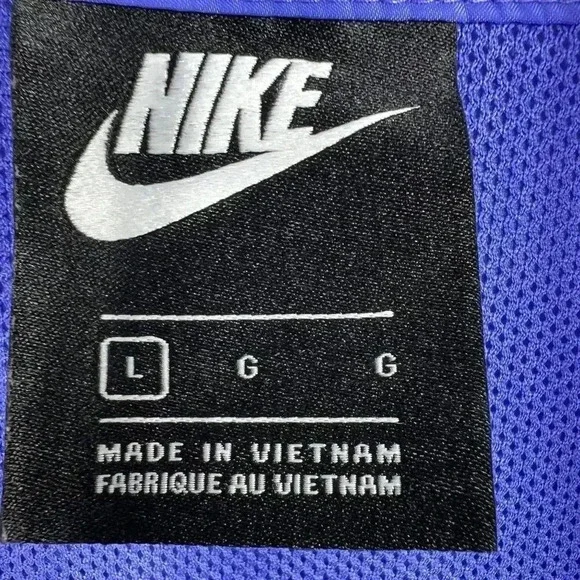 NIKE
L G G
MADE IN VIETNAM
FABRIQUE AU VIETNAM